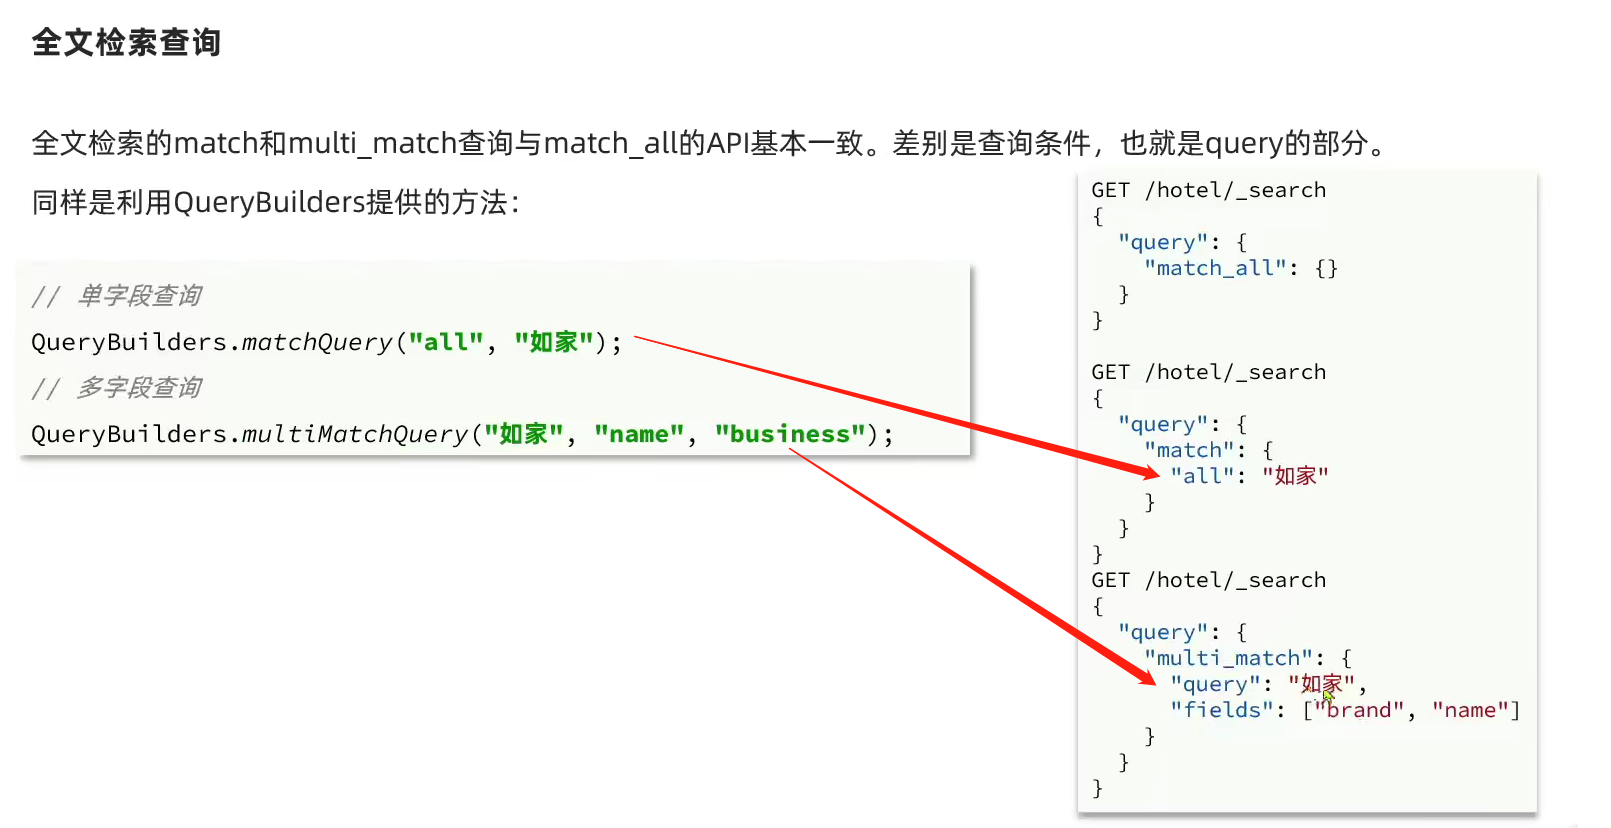 全文检索查询
全文检索的match和multi_match查询与match_all的API基本一致。差别是查询条件，也就是query的部分。
同样是利用QueryBuilders提供的方法：
// 单字段查询
QueryBuilders.matchQuery("all", "如家");
// 多字段查询
QueryBuilders.multiMatchQuery("如家", "name", "business");
GET /hotel/_search
{
  "query": {
    "match_all": {}
  }
}
GET /hotel/_search
{
  "query": {
    "match": {
      "all": "如家"
    }
  }
}
GET /hotel/_search
{
  "query": {
    "multi_match": {
      "query": "如家",
      "fields": ["brand", "name"]
    }
  }
}